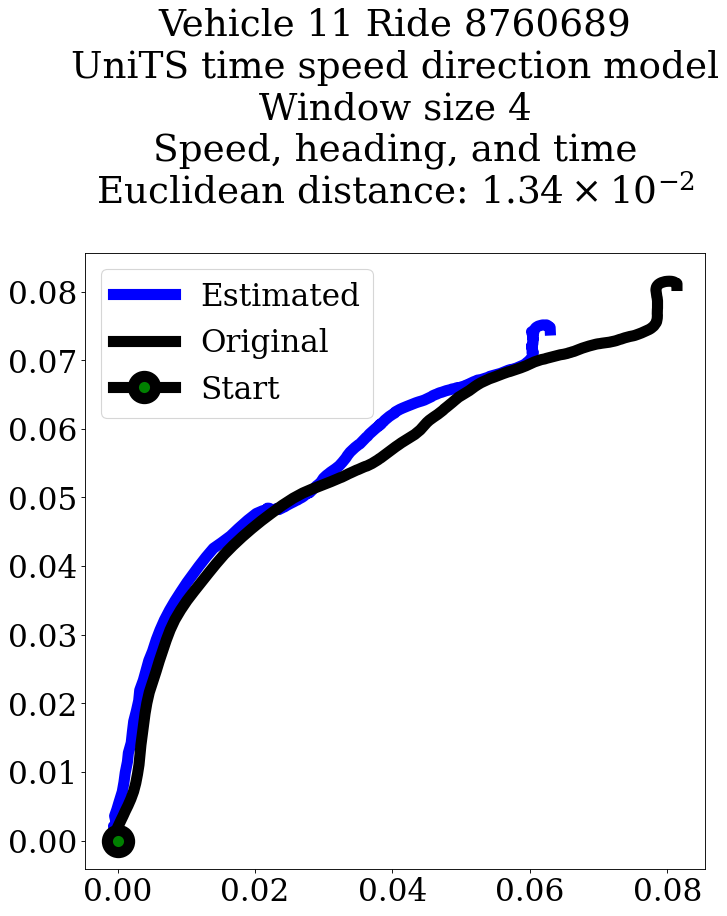 Vehicle 11 Ride 8760689
UniTS time speed direction model
Window size 4
Speed, heading, and time
Euclidean distance: 1.34 × 10⁻²
Estimated
Original
Start
0.08
0.07
0.06
0.05
0.04
0.03
0.02
0.01
0.00
0.00 0.02 0.04 0.06 0.08